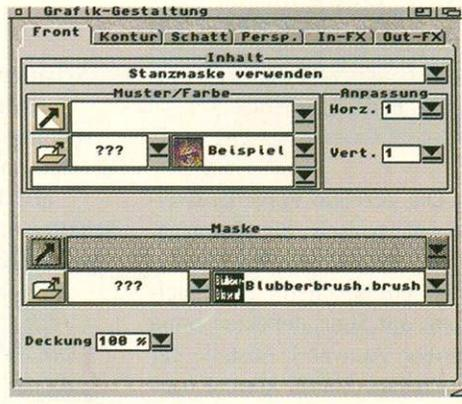 Grafik-Gestaltung
Front Kontur Schatt Persp. In-FX Out-FX
Inhalt
Stanzmaske verwenden
Muster/Farbe Anpassung
Horz. 1
??? Beispiel
Vert. 1
Maske
??? Blubberbrush.brush
Deckung 100 %